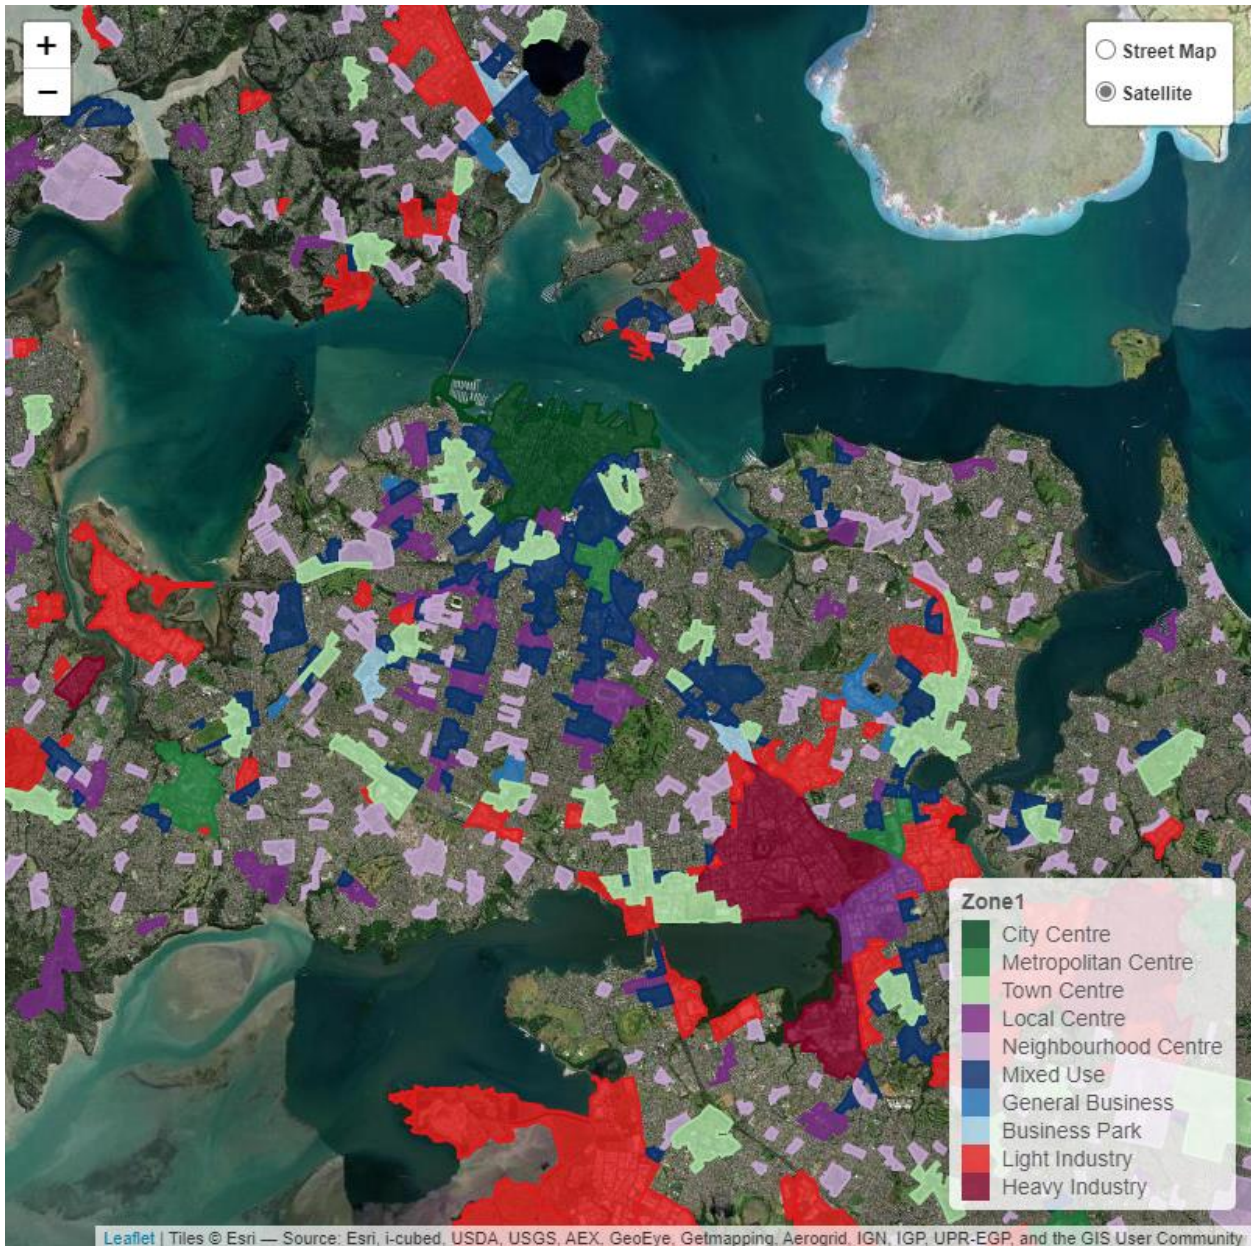 +
−
Street Map
Satellite
Zone1
City Centre
Metropolitan Centre
Town Centre
Local Centre
Neighbourhood Centre
Mixed Use
General Business
Business Park
Light Industry
Heavy Industry
Leaflet | Tiles © Esri — Source: Esri, i-cubed, USDA, USGS, AEX, GeoEye, Getmapping, Aerogrid, IGN, IGP, UPR-EGP, and the GIS User Community